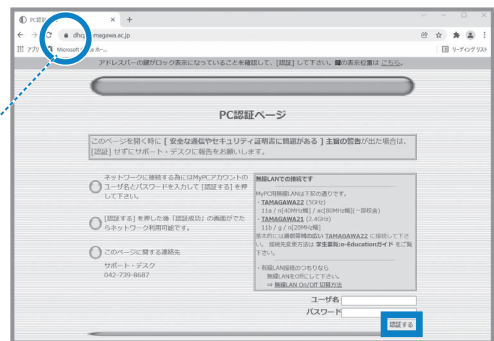 PC認証
dhq
magawa.ac.jp
アプリ
Microsoft
リーディング リスト
アドレスバーの鍵がロック表示になっていることを確認して、[認証] して下さい。鍵の表示位置は こちら。
PC認証ページ
このページを開く時に [ 安全な通信やセキュリティ証明書に問題がある ] 主旨の警告が出た場合は、
[認証] せずにサポート・デスクに報告をお願いします。
ネットワークに接続する為にはMyPCアカウントの
ユーザ名とパスワードを入力して [認証する] を押
して下さい。
[認証する] を押した後「認証成功」の画面がでた
らネットワーク利用可能です。
このページに関する連絡先
サポート・デスク
042-739-8687
無線LANでの接続です
MyPC用無線LANは下記の通りです。
・TAMAGAWA22 (5GHz)
11a / n[40MHz幅] / ac[80MHz幅](一部校舎)
・TAMAGAWA21 (2.4GHz)
11b / g / n[20MHz幅]
基本的には通信帯域の広い TAMAGAWA22 に接続して下さ
い。接続先変更方法は 学生要覧:e-Educationガイド をご覧
下さい。
・有線LAN接続のつもりなら
無線LANをOffにして下さい。
⇒ 無線LAN On/Off 切替方法
ユーザ名
パスワード
認証する